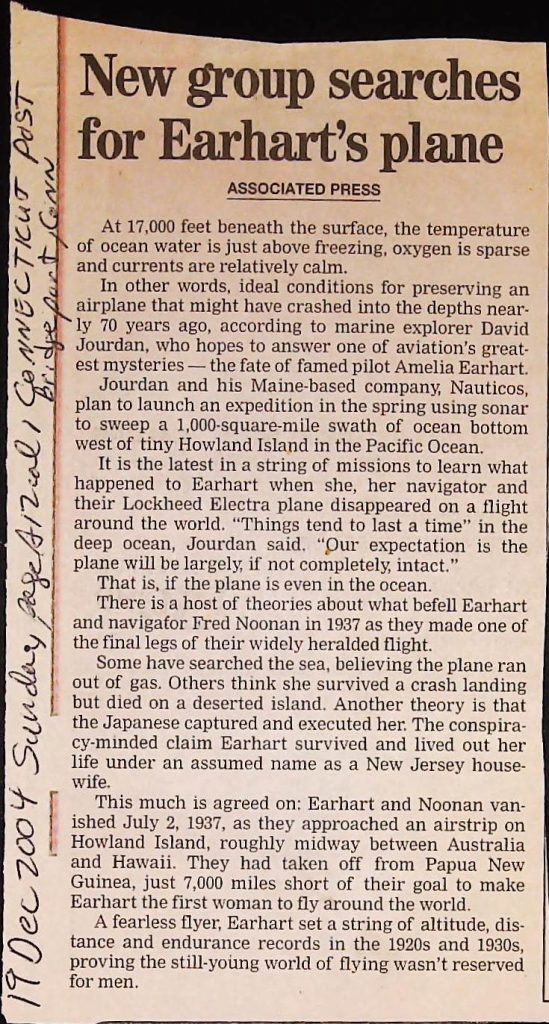 New group searches
for Earhart's plane
ASSOCIATED PRESS
At 17,000 feet beneath the surface, the temperature
of ocean water is just above freezing, oxygen is sparse
and currents are relatively calm.
In other words, ideal conditions for preserving an
airplane that might have crashed into the depths near-
ly 70 years ago, according to marine explorer David
Jourdan, who hopes to answer one of aviation's great-
est mysteries — the fate of famed pilot Amelia Earhart.
Jourdan and his Maine-based company, Nauticos,
plan to launch an expedition in the spring using sonar
to sweep a 1,000-square-mile swath of ocean bottom
west of tiny Howland Island in the Pacific Ocean.
It is the latest in a string of missions to learn what
happened to Earhart when she, her navigator and
their Lockheed Electra plane disappeared on a flight
around the world. "Things tend to last a time" in the
deep ocean, Jourdan said. "Our expectation is the
plane will be largely, if not completely, intact."
That is, if the plane is even in the ocean.
There is a host of theories about what befell Earhart
and navigator Fred Noonan in 1937 as they made one of
the final legs of their widely heralded flight.
Some have searched the sea, believing the plane ran
out of gas. Others think she survived a crash landing
but died on a deserted island. Another theory is that
the Japanese captured and executed her. The conspira-
cy-minded claim Earhart survived and lived out her
life under an assumed name as a New Jersey house-
wife.
This much is agreed on: Earhart and Noonan van-
ished July 2, 1937, as they approached an airstrip on
Howland Island, roughly midway between Australia
and Hawaii. They had taken off from Papua New
Guinea, just 7,000 miles short of their goal to make
Earhart the first woman to fly around the world.
A fearless flyer, Earhart set a string of altitude, dis-
tance and endurance records in the 1920s and 1930s,
proving the still-young world of flying wasn't reserved
for men.
19 Dec 2004 Sunday, page A12 col 1 CONNECTICUT POST
Bridgeport, Conn